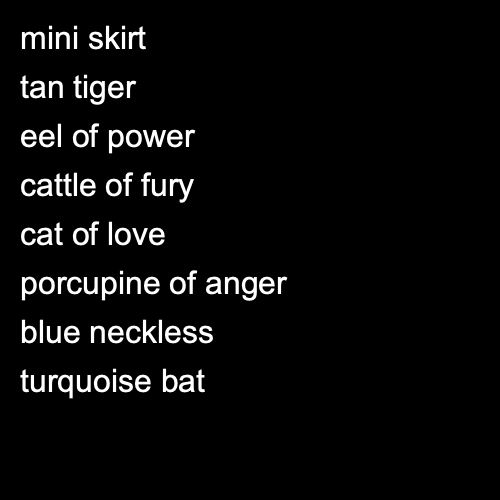 mini skirt
tan tiger
eel of power
cattle of fury
cat of love
porcupine of anger
blue neckless
turquoise bat